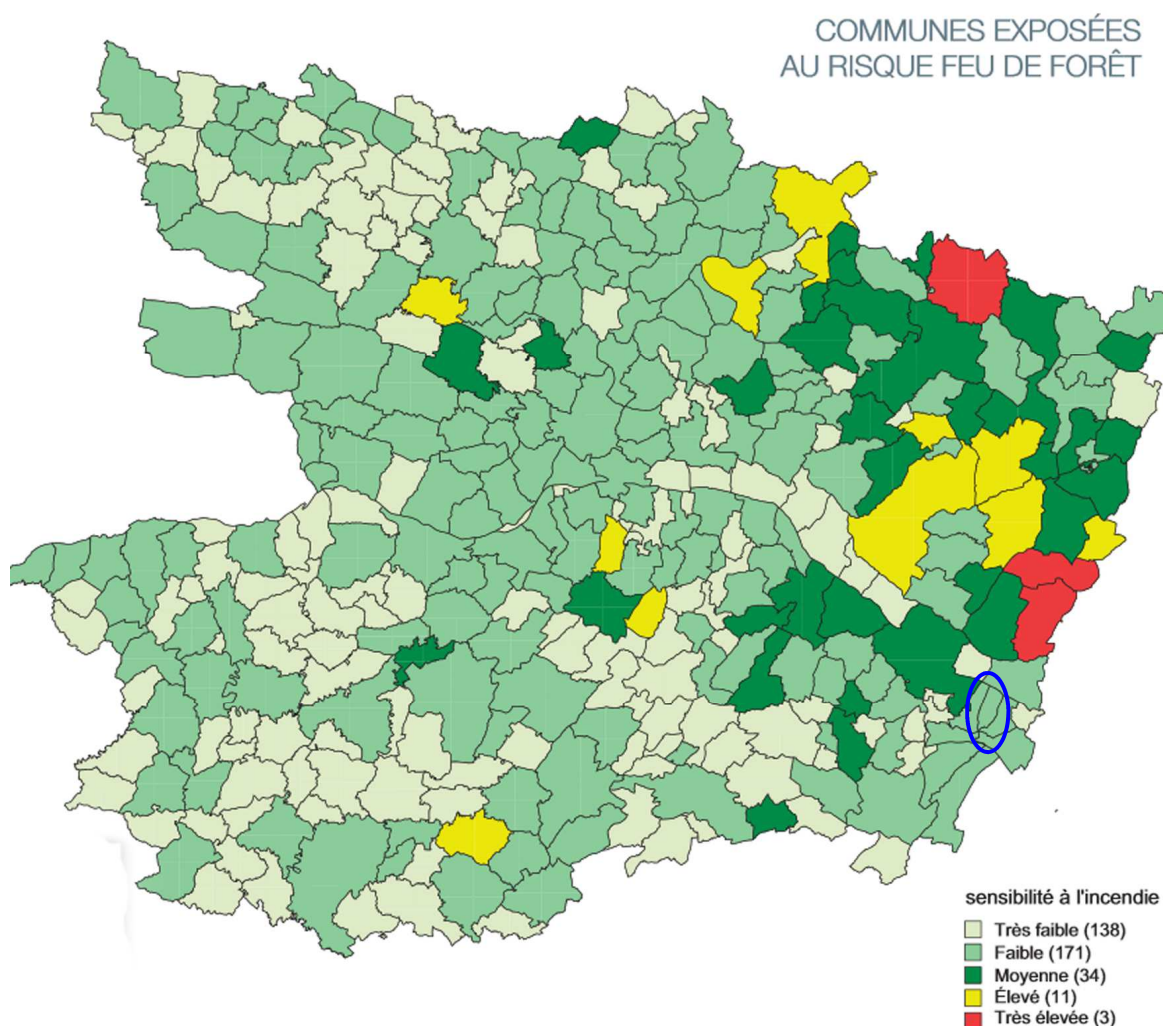 COMMUNES EXPOSÉES
AU RISQUE FEU DE FORÊT
sensibilité à l'incendie
Très faible (138)
Faible (171)
Moyenne (34)
Élevé (11)
Très élevée (3)